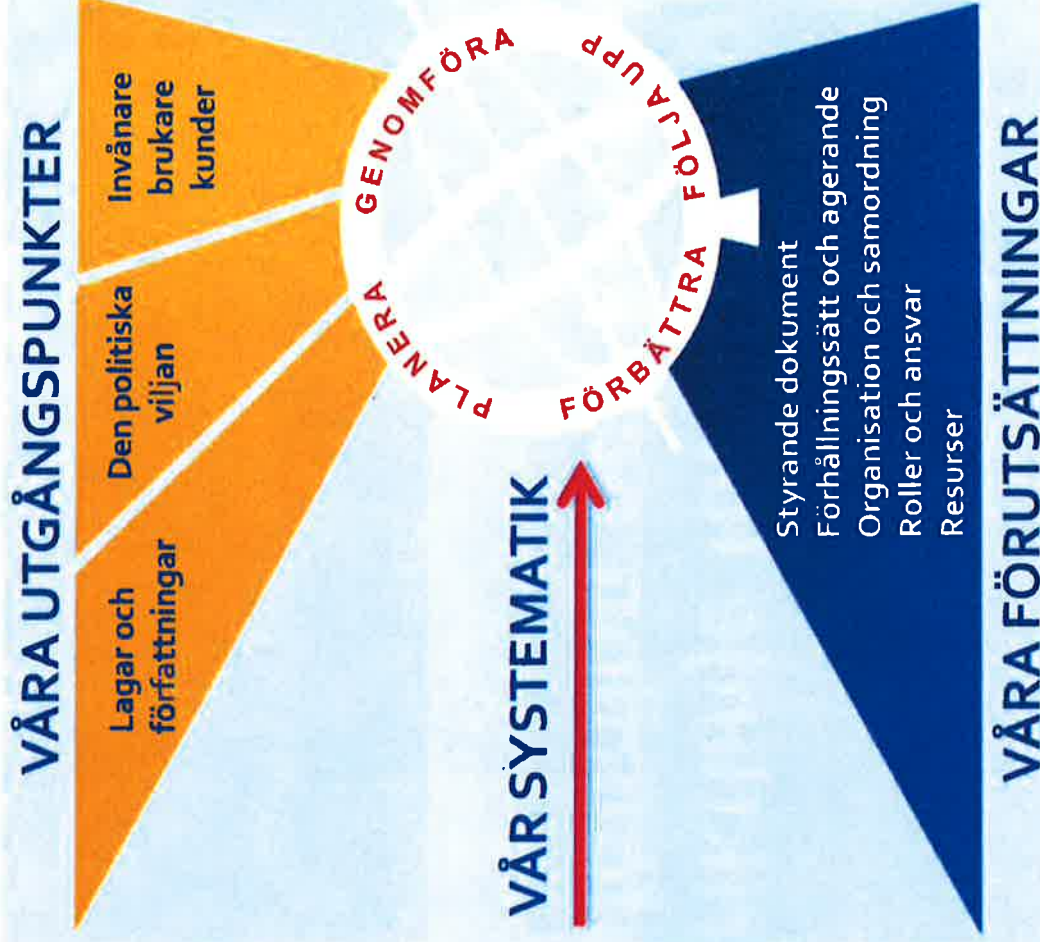 VÅRA UTGÅNGSPUNKTER
Lagar och
författningar
Den politiska
viljan
Invånare
brukare
kunder
VÅR SYSTEMATIK
PLANERA
GENOMFÖRA
FÖLJA UPP
FÖRBÄTTRA
Styrande dokument
Förhållningssätt och agerande
Organisation och samordning
Roller och ansvar
Resurser
VÅRA FÖRUTSÄTTNINGAR